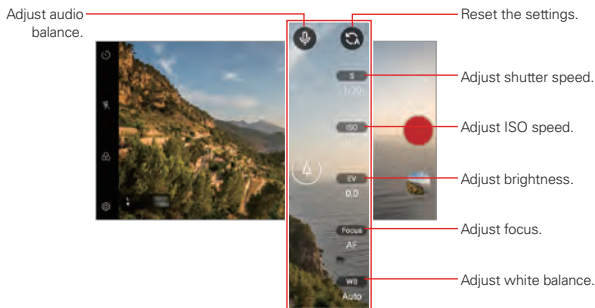 Adjust audio
balance.
Reset the settings.
S
1/30
Adjust shutter speed.
ISO
Adjust ISO speed.
EV
0.0
Adjust brightness.
Focus
AF
Adjust focus.
WB
Auto
Adjust white balance.